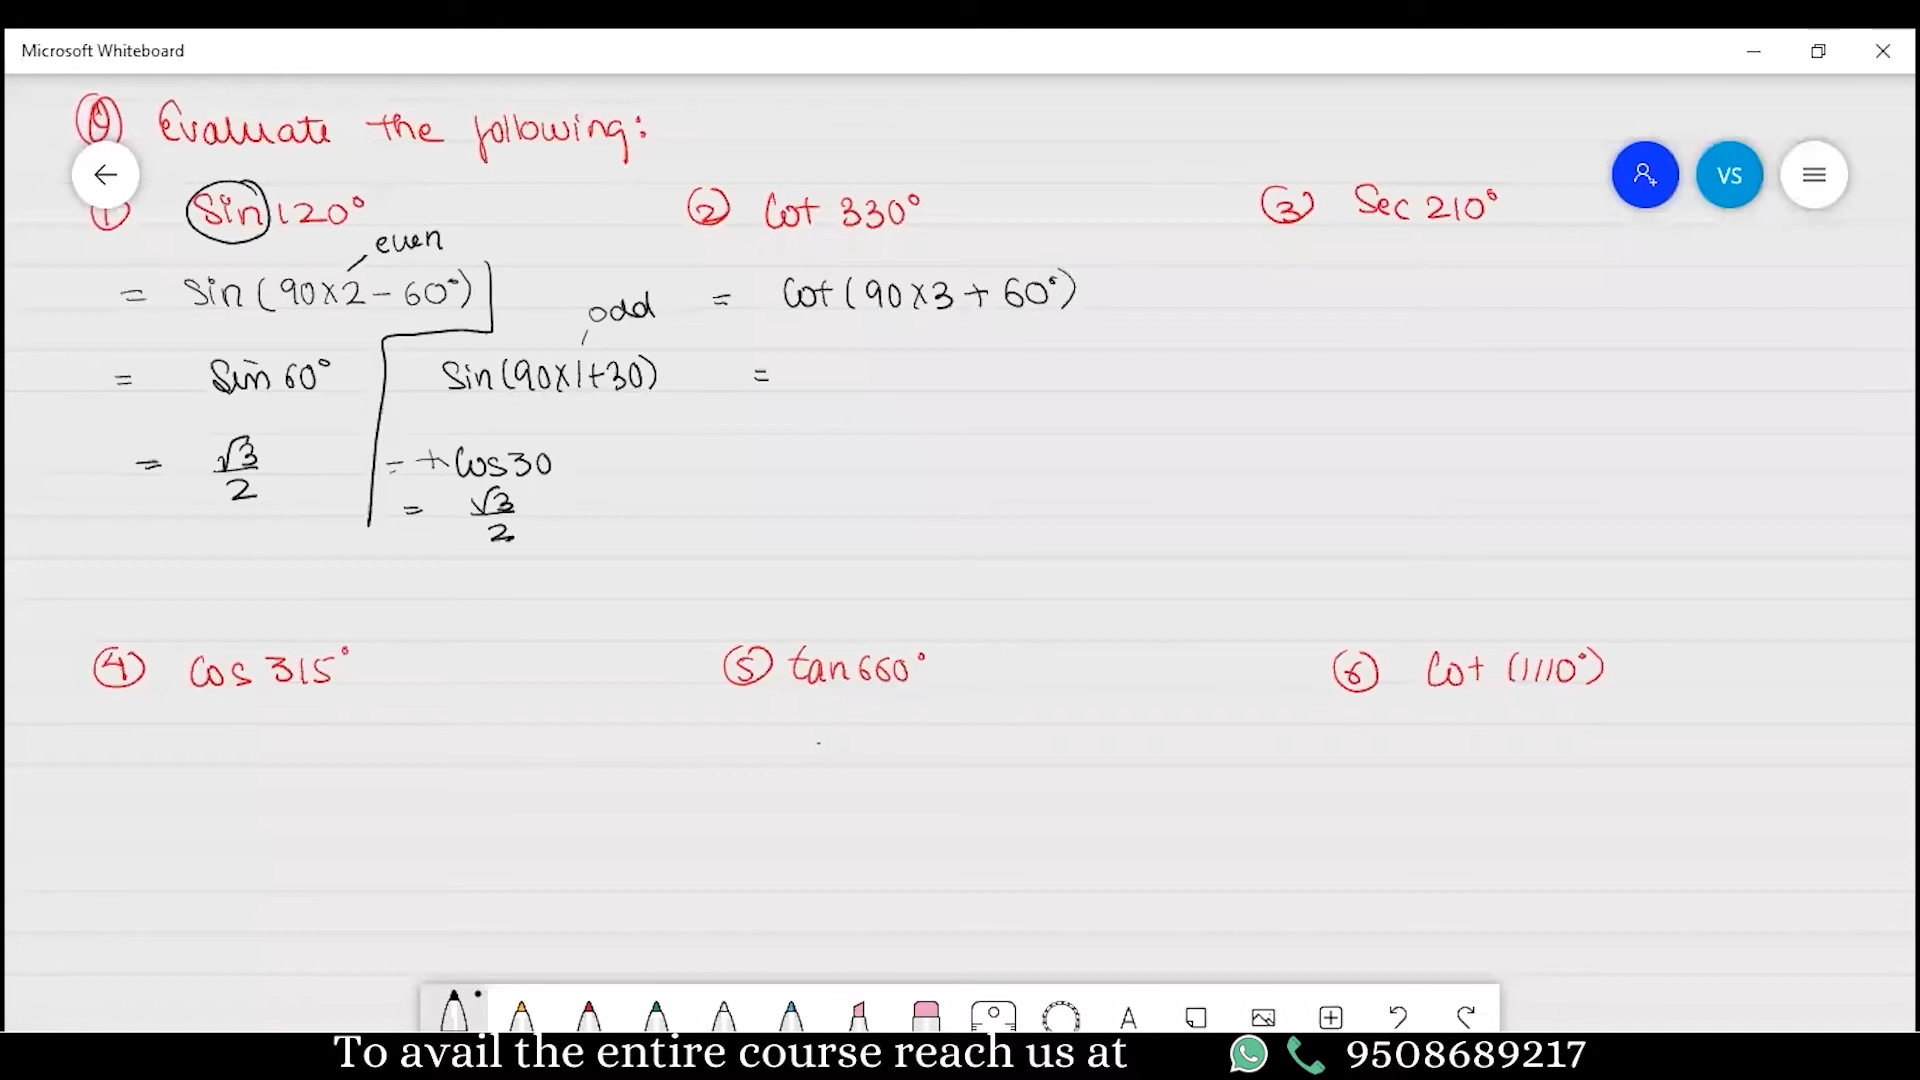 Microsoft Whiteboard
Q Evaluate the following:
① Sin 120°
even
= Sin (90×2-60°)
= Sin 60°
= √3/2
odd
Sin (90×1+30)
= + Cos 30
= √3/2
② Cot 330°
= Cot (90×3+60°)
=
③ Sec 210°
VS
④ Cos 315°
⑤ tan 660°
⑥ Cot (1110°)
A
To avail the entire course reach us at 9508689217